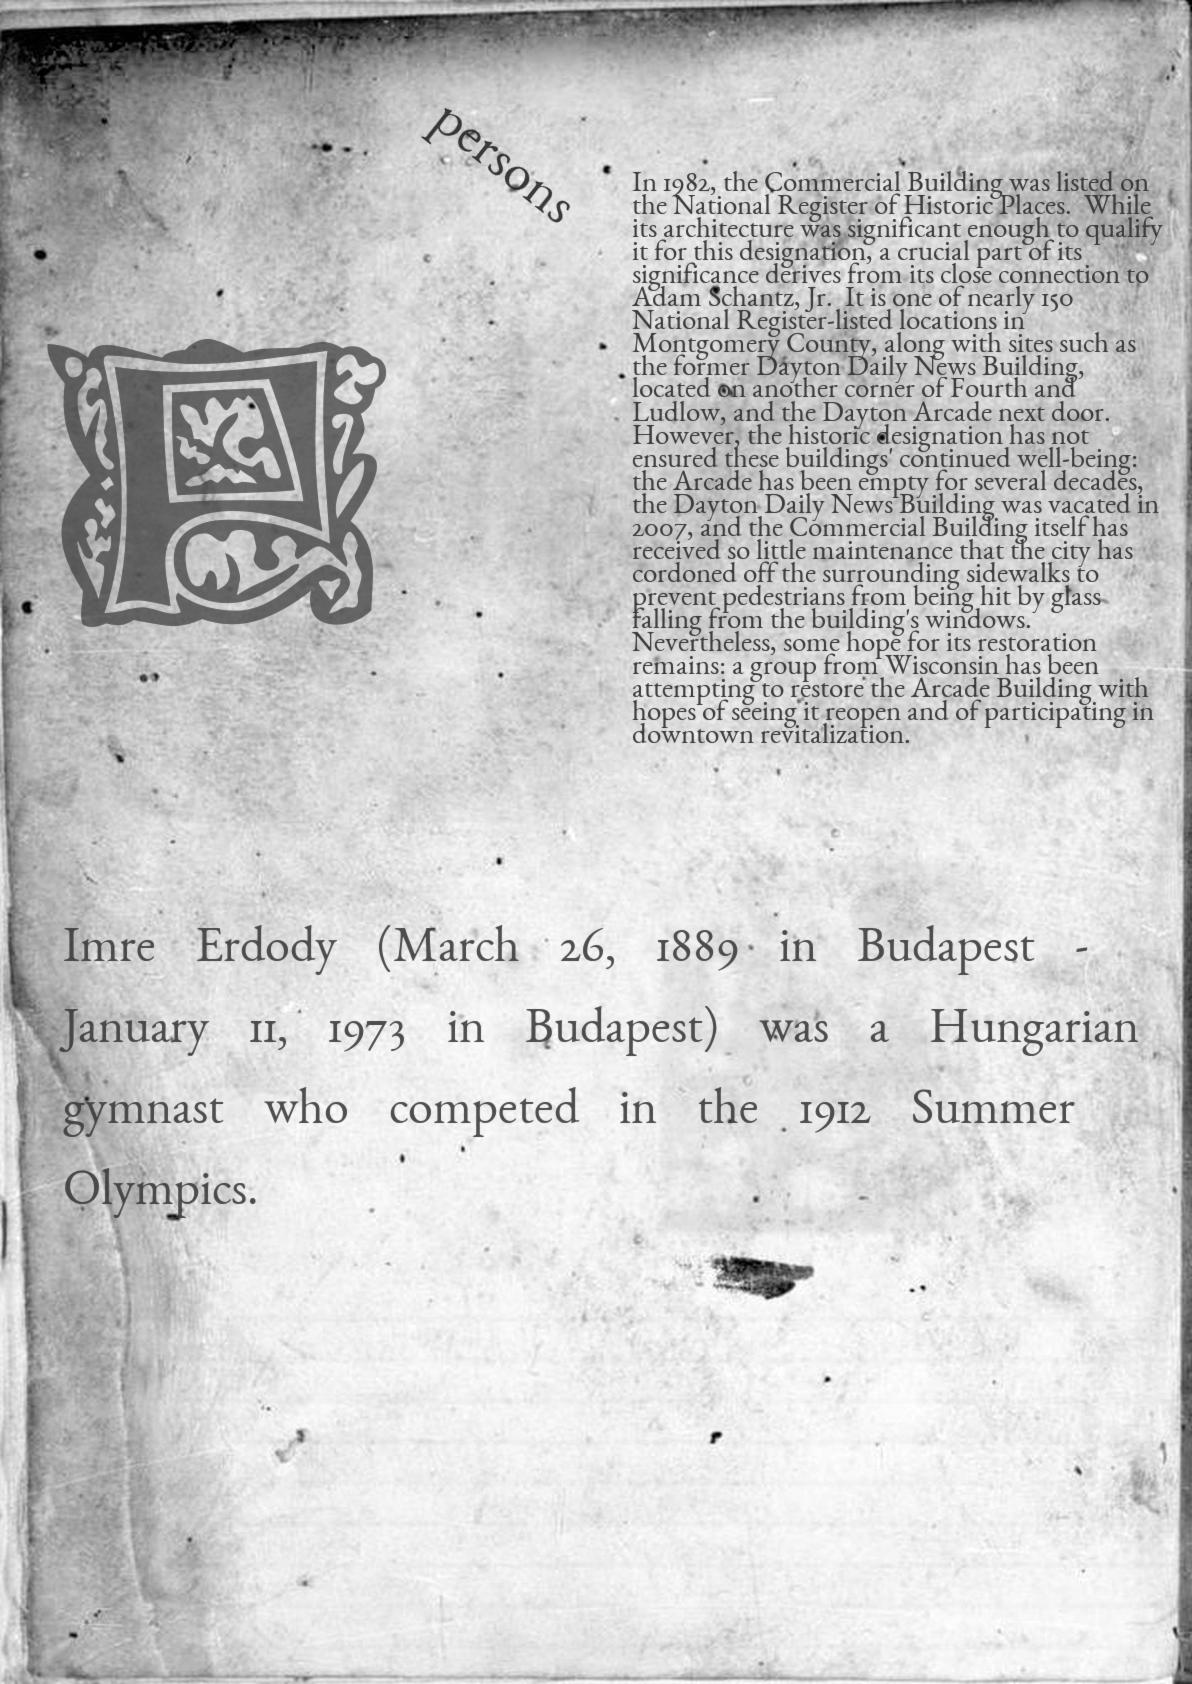 persons
In 1982, the Commercial Building was listed on
the National Register of Historic Places.  While
its architecture was significant enough to qualify
it for this designation, a crucial part of its
significance derives from its close connection to
Adam Schantz, Jr.  It is one of nearly 150
National Register-listed locations in
Montgomery County, along with sites such as
the former Dayton Daily News Building,
located on another corner of Fourth and
Ludlow, and the Dayton Arcade next door.
However, the historic designation has not
ensured these buildings' continued well-being:
the Arcade has been empty for several decades,
the Dayton Daily News Building was vacated in
2007, and the Commercial Building itself has
received so little maintenance that the city has
cordoned off the surrounding sidewalks to
prevent pedestrians from being hit by glass
falling from the building's windows.
Nevertheless, some hope for its restoration
remains: a group from Wisconsin has been
attempting to restore the Arcade Building with
hopes of seeing it reopen and of participating in
downtown revitalization.
Imre Erdody (March 26, 1889 in Budapest -
January 11, 1973 in Budapest) was a Hungarian
gymnast who competed in the 1912 Summer
Olympics.